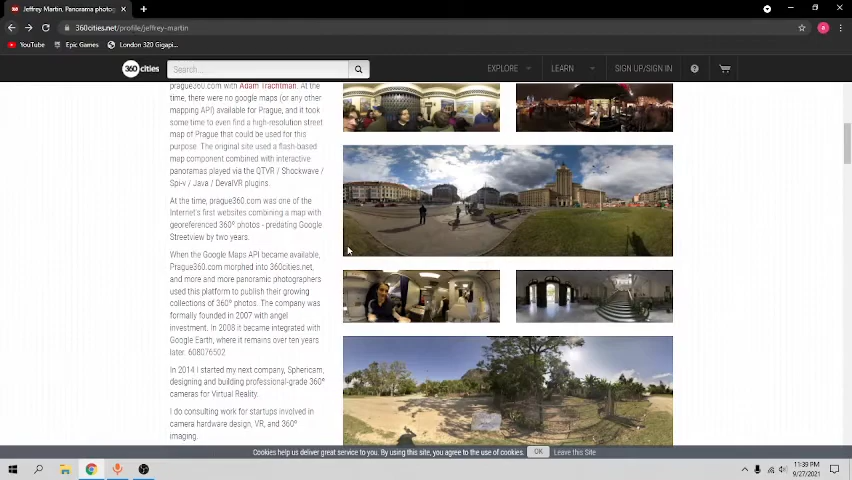 Jeffrey Martin, Panorama photog
360cities.net/profile/jeffrey-martin
YouTube
Epic Games
London 320 Gigapi...
360 cities
Search...
EXPLORE
LEARN
SIGN UP/SIGN IN
prague360.com with Adam Trachtman. At the
time, there were no google maps (or any other
mapping API) available for Prague, and it took
some time to even find a high-resolution street
map of Prague that could be used for this
purpose. The original site used a flash-based
map component combined with interactive
panoramas played via the QTVR / Shockwave /
Spi-v / Java / DevalVR plugins.
At the time, prague360.com was one of the
Internet's first websites combining a map with
georeferenced 360º photos - predating Google
Streetview by two years.
When the Google Maps API became available,
Prague360.com morphed into 360cities.net,
and more and more panoramic photographers
used this platform to publish their growing
collections of 360º photos. The company was
formally founded in 2007 with angel
investment. In 2008 it became integrated with
Google Earth, where it remains over ten years
later. 608076502
In 2014 I started my next company, Sphericam,
designing and building professional-grade 360º
cameras for Virtual Reality.
I do consulting work for startups involved in
camera hardware design, VR, and 360º
imaging.
Cookies help us deliver great service to you. By using this site, you agree to the use of cookies.
OK
Leave this Site
11:39 PM
9/27/2021